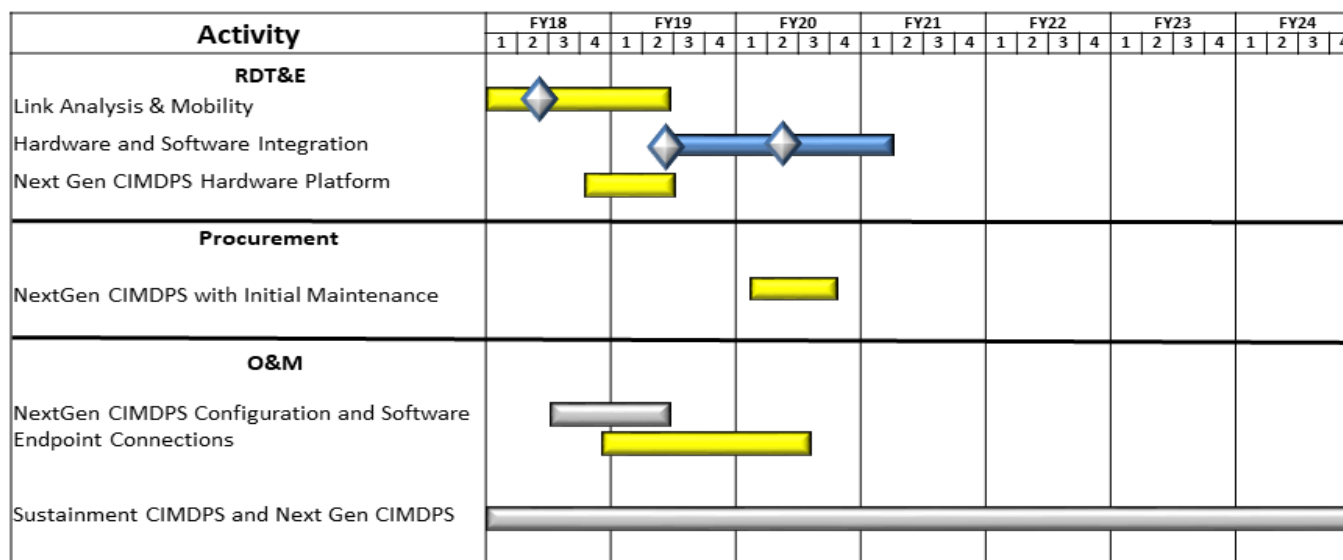 Activity
FY18 FY19 FY20 FY21 FY22 FY23 FY24
1 2 3 4 1 2 3 4 1 2 3 4 1 2 3 4 1 2 3 4 1 2 3 4 1 2 3 4
RDT&E
Link Analysis & Mobility
Hardware and Software Integration
Next Gen CIMDPS Hardware Platform
Procurement
NextGen CIMDPS with Initial Maintenance
O&M
NextGen CIMDPS Configuration and Software
Endpoint Connections
Sustainment CIMDPS and Next Gen CIMDPS